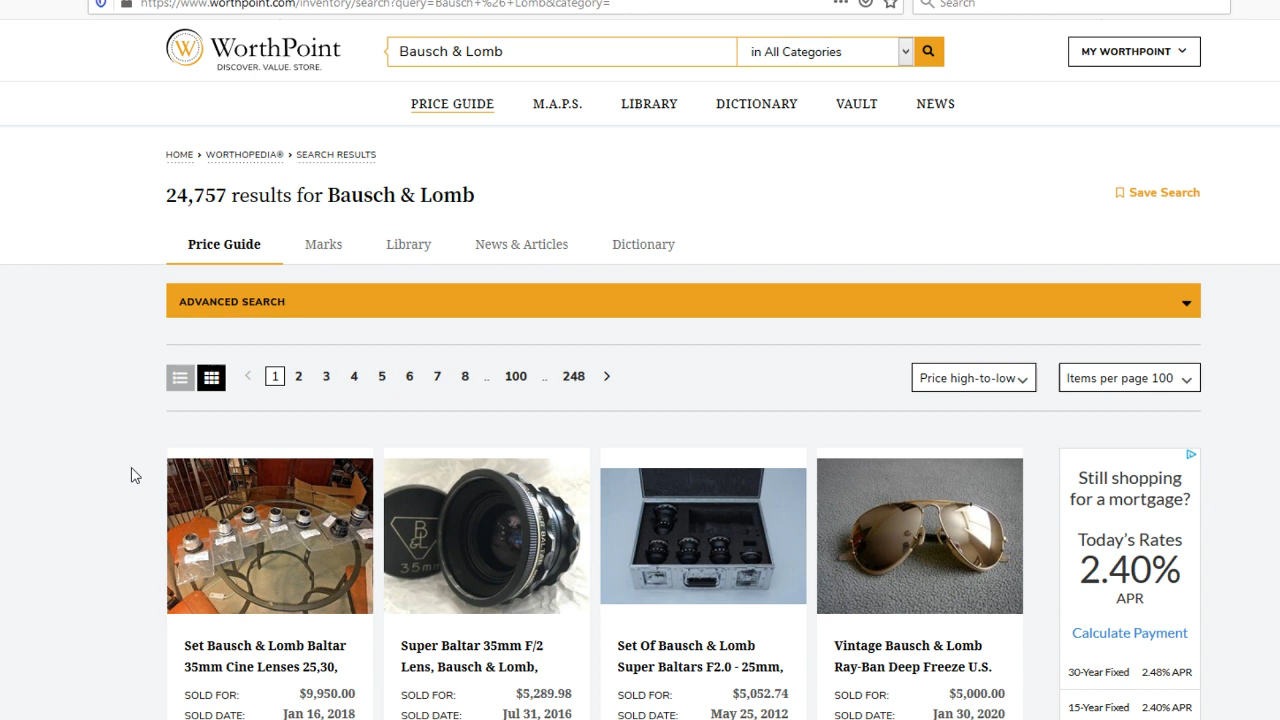 https://www.worthpoint.com/inventory/search?query=Bausch+%26+Lomb&category=
Search
W WorthPoint
DISCOVER. VALUE. STORE.
Bausch & Lomb
in All Categories
MY WORTHPOINT
PRICE GUIDE M.A.P.S. LIBRARY DICTIONARY VAULT NEWS
HOME › WORTHOPEDIA® › SEARCH RESULTS
24,757 results for Bausch & Lomb
Save Search
Price Guide Marks Library News & Articles Dictionary
ADVANCED SEARCH
1 2 3 4 5 6 7 8 .. 100 .. 248
Price high-to-low
Items per page 100
B&L
35mm
Set Bausch & Lomb Baltar
35mm Cine Lenses 25,30,
SOLD FOR: $9,950.00
SOLD DATE: Jan 16, 2018
Super Baltar 35mm F/2
Lens, Bausch & Lomb,
SOLD FOR: $5,289.98
SOLD DATE: Jul 31, 2016
Set Of Bausch & Lomb
Super Baltars F2.0 - 25mm,
SOLD FOR: $5,052.74
SOLD DATE: May 25, 2012
Vintage Bausch & Lomb
Ray-Ban Deep Freeze U.S.
SOLD FOR: $5,000.00
SOLD DATE: Jan 30, 2020
Still shopping
for a mortgage?
Today's Rates
2.40%
APR
Calculate Payment
30-Year Fixed 2.48% APR
15-Year Fixed 2.40% APR